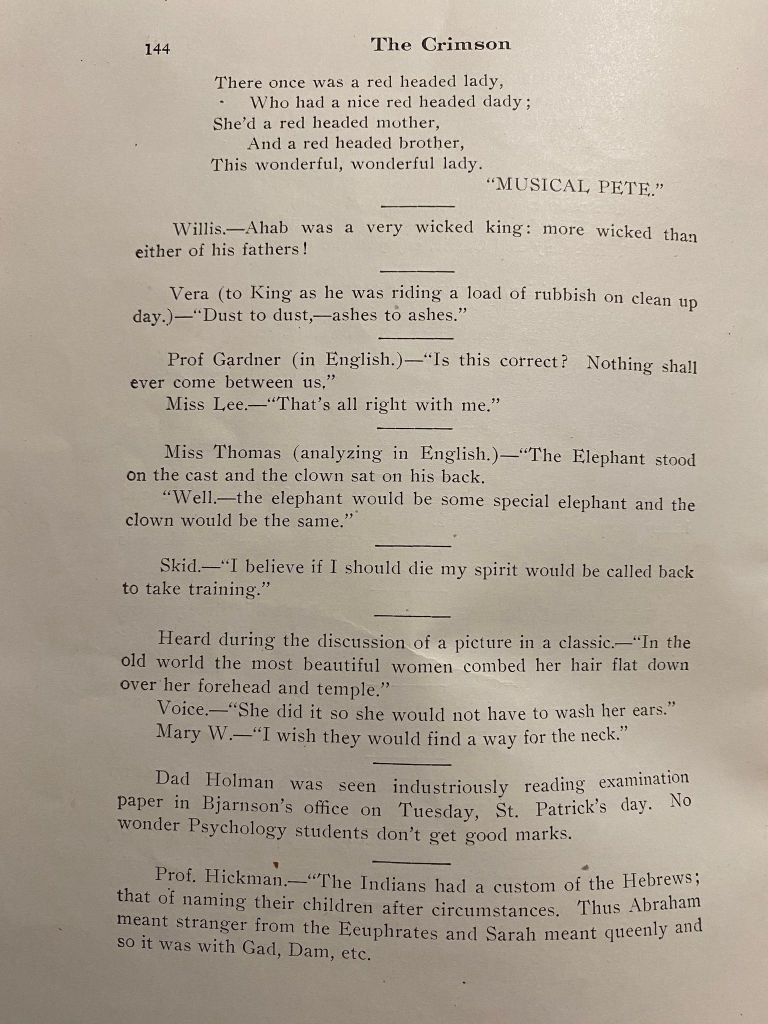 144
The Crimson
There once was a red headed lady,
Who had a nice red headed dady;
She'd a red headed mother,
And a red headed brother,
This wonderful, wonderful lady.
"MUSICAL PETE."
Willis.—Ahab was a very wicked king: more wicked than
either of his fathers!
Vera (to King as he was riding a load of rubbish on clean up
day.)—"Dust to dust,—ashes to ashes."
Prof Gardner (in English.)—"Is this correct? Nothing shall
ever come between us."
Miss Lee.—"That's all right with me."
Miss Thomas (analyzing in English.)—"The Elephant stood
on the cast and the clown sat on his back.
"Well.—the elephant would be some special elephant and the
clown would be the same."
Skid.—"I believe if I should die my spirit would be called back
to take training."
Heard during the discussion of a picture in a classic.—"In the
old world the most beautiful women combed her hair flat down
over her forehead and temple."
Voice.—"She did it so she would not have to wash her ears."
Mary W.—"I wish they would find a way for the neck."
Dad Holman was seen industriously reading examination
paper in Bjarnson's office on Tuesday, St. Patrick's day. No
wonder Psychology students don't get good marks.
Prof. Hickman.—"The Indians had a custom of the Hebrews;
that of naming their children after circumstances. Thus Abraham
meant stranger from the Eeuphrates and Sarah meant queenly and
so it was with Gad, Dam, etc.